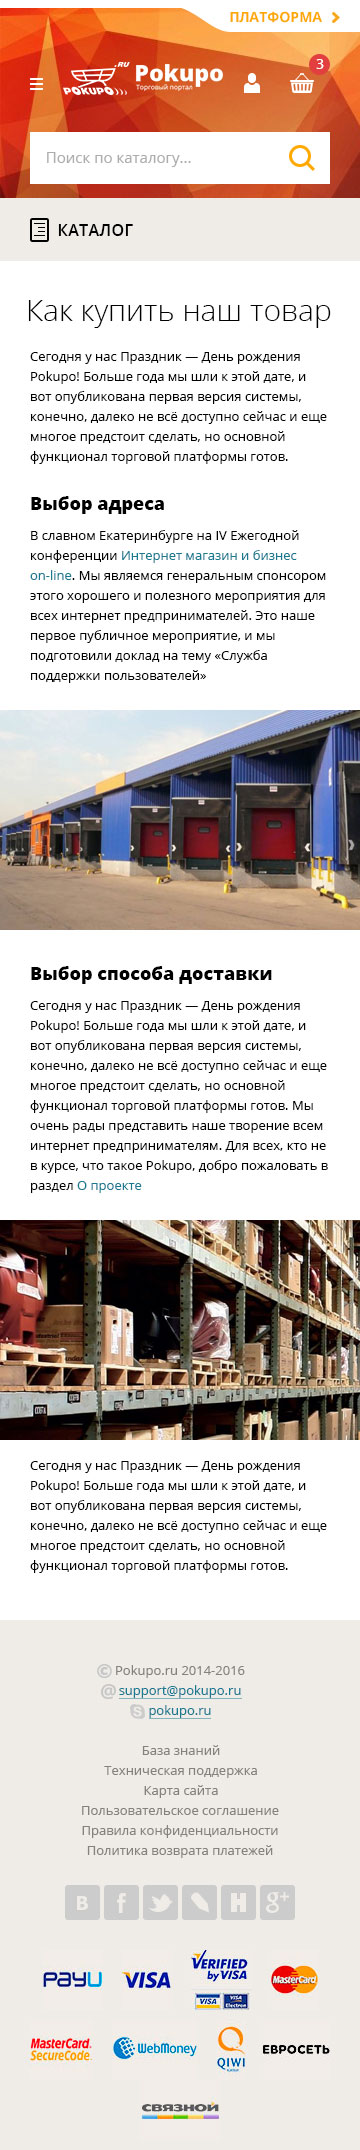 ПЛАТФОРМА
3
POKUPO
.RU
Pokupo
Торговый портал
Поиск по каталогу...
КАТАЛОГ
Как купить наш товар
Сегодня у нас Праздник — День рождения
Pokupo! Больше года мы шли к этой дате, и
вот опубликована первая версия системы,
конечно, далеко не всё доступно сейчас и еще
многое предстоит сделать, но основной
функционал торговой платформы готов.
Выбор адреса
В славном Екатеринбурге на IV Ежегодной
конференции Интернет магазин и бизнес
on-line. Мы являемся генеральным спонсором
этого хорошего и полезного мероприятия для
всех интернет предпринимателей. Это наше
первое публичное мероприятие, и мы
подготовили доклад на тему «Служба
поддержки пользователей»
Выбор способа доставки
Сегодня у нас Праздник — День рождения
Pokupo! Больше года мы шли к этой дате, и
вот опубликована первая версия системы,
конечно, далеко не всё доступно сейчас и еще
многое предстоит сделать, но основной
функционал торговой платформы готов. Мы
очень рады представить наше творение всем
интернет предпринимателям. Для всех, кто не
в курсе, что такое Pokupo, добро пожаловать в
раздел О проекте
Сегодня у нас Праздник — День рождения
Pokupo! Больше года мы шли к этой дате, и
вот опубликована первая версия системы,
конечно, далеко не всё доступно сейчас и еще
многое предстоит сделать, но основной
функционал торговой платформы готов.
© Pokupo.ru 2014-2016
@ support@pokupo.ru
pokupo.ru
База знаний
Техническая поддержка
Карта сайта
Пользовательское соглашение
Правила конфиденциальности
Политика возврата платежей
B f H g+
PayU VISA VERIFIED by VISA MasterCard
VISA VISA Electron
MasterCard. SecureCode. WebMoney QIWI ЕВРОСЕТЬ
СВЯЗНОЙ